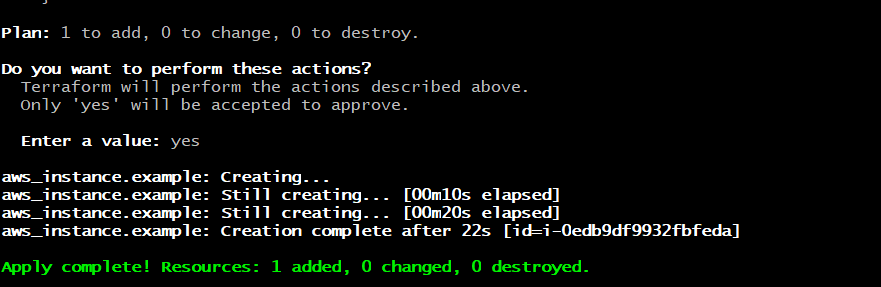 Plan: 1 to add, 0 to change, 0 to destroy.
Do you want to perform these actions?
Terraform will perform the actions described above.
Only 'yes' will be accepted to approve.
Enter a value: yes
aws_instance.example: Creating...
aws_instance.example: Still creating... [00m10s elapsed]
aws_instance.example: Still creating... [00m20s elapsed]
aws_instance.example: Creation complete after 22s [id=i-0edb9df9932fbfeda]
Apply complete! Resources: 1 added, 0 changed, 0 destroyed.